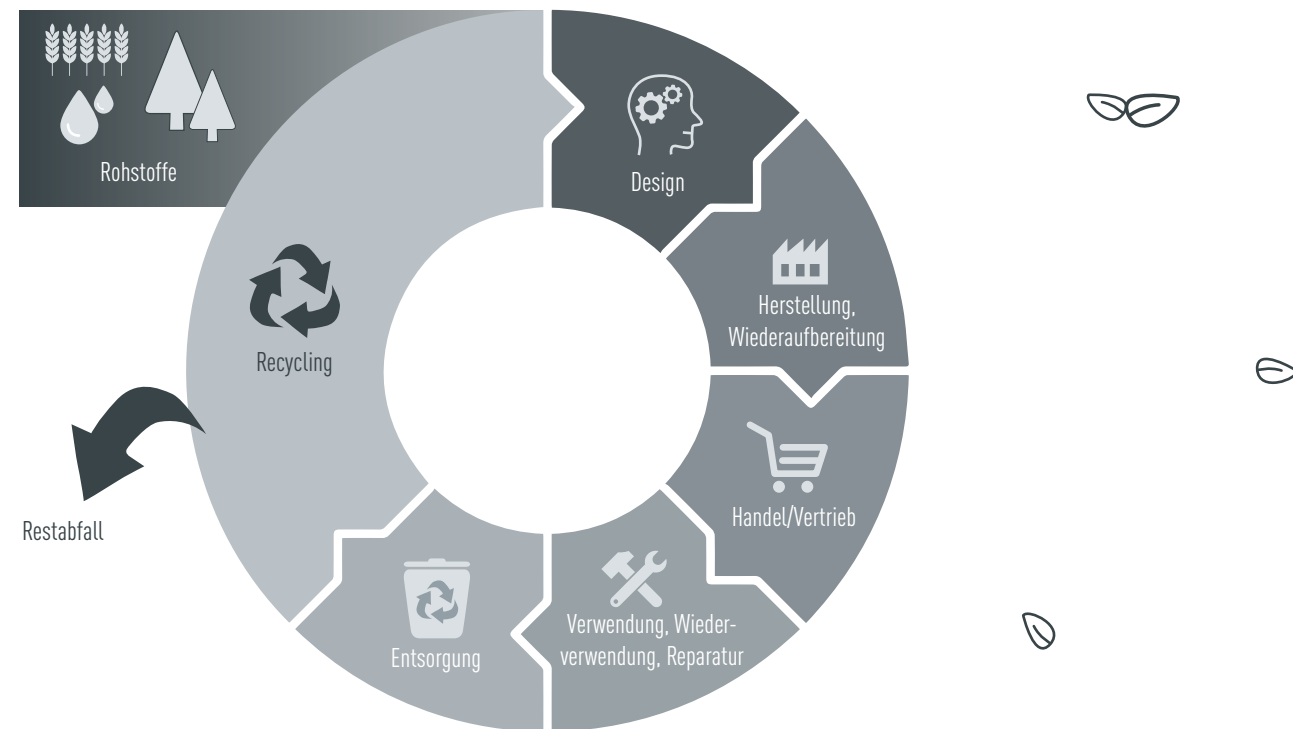 Rohstoffe
Design
Herstellung,
Wiederaufbereitung
Recycling
Handel/Vertrieb
Restabfall
Verwendung, Wieder-
verwendung, Reparatur
Entsorgung